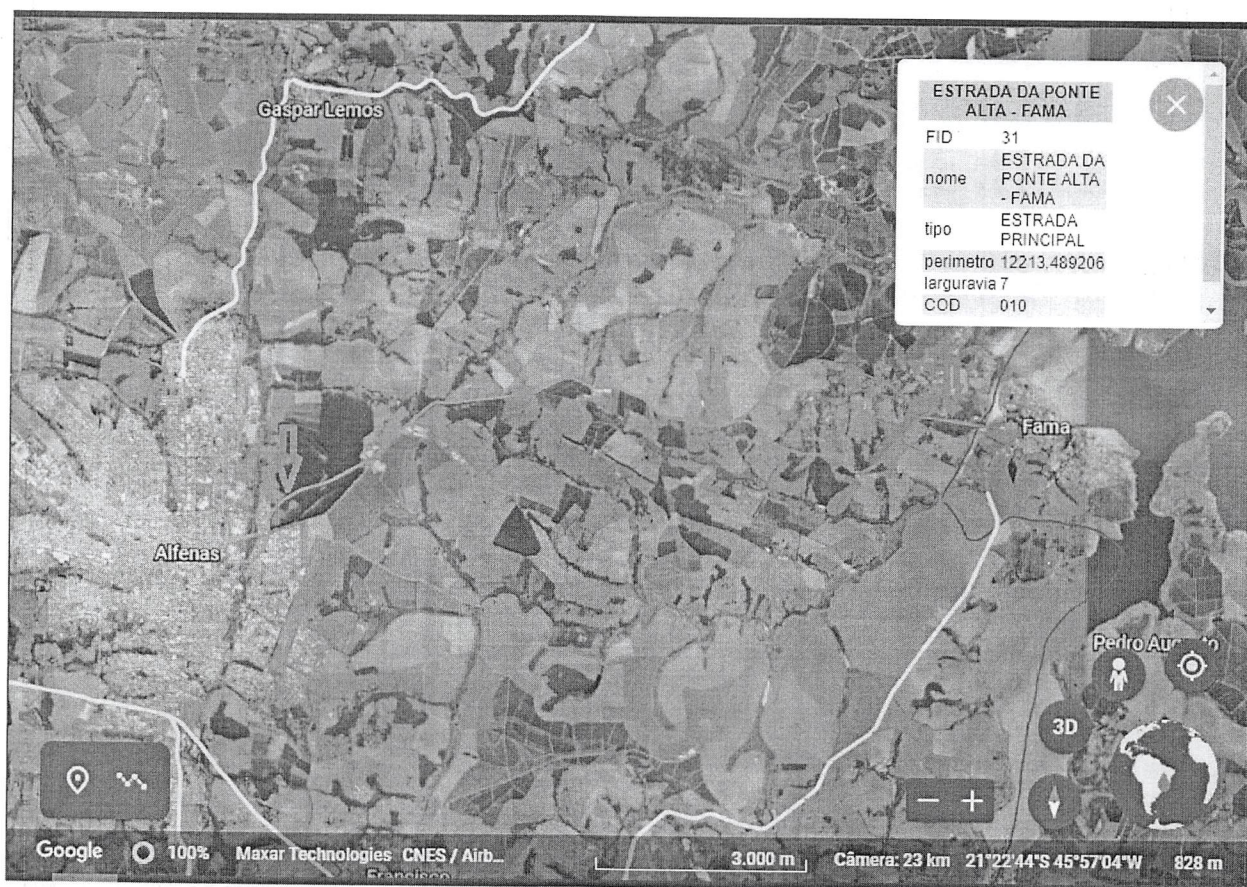 Gaspar Lemos
ESTRADA DA PONTE
ALTA - FAMA
FID 31
nome ESTRADA DA
PONTE ALTA
- FAMA
tipo ESTRADA
PRINCIPAL
perimetro 12213,489206
larguravia 7
COD 010
Fama
Alfenas
3D
Google 100% Maxar Technologies CNES / Airb... 3.000 m Câmera: 23 km 21°22'44"S 45°57'04"W 828 m
Francisco